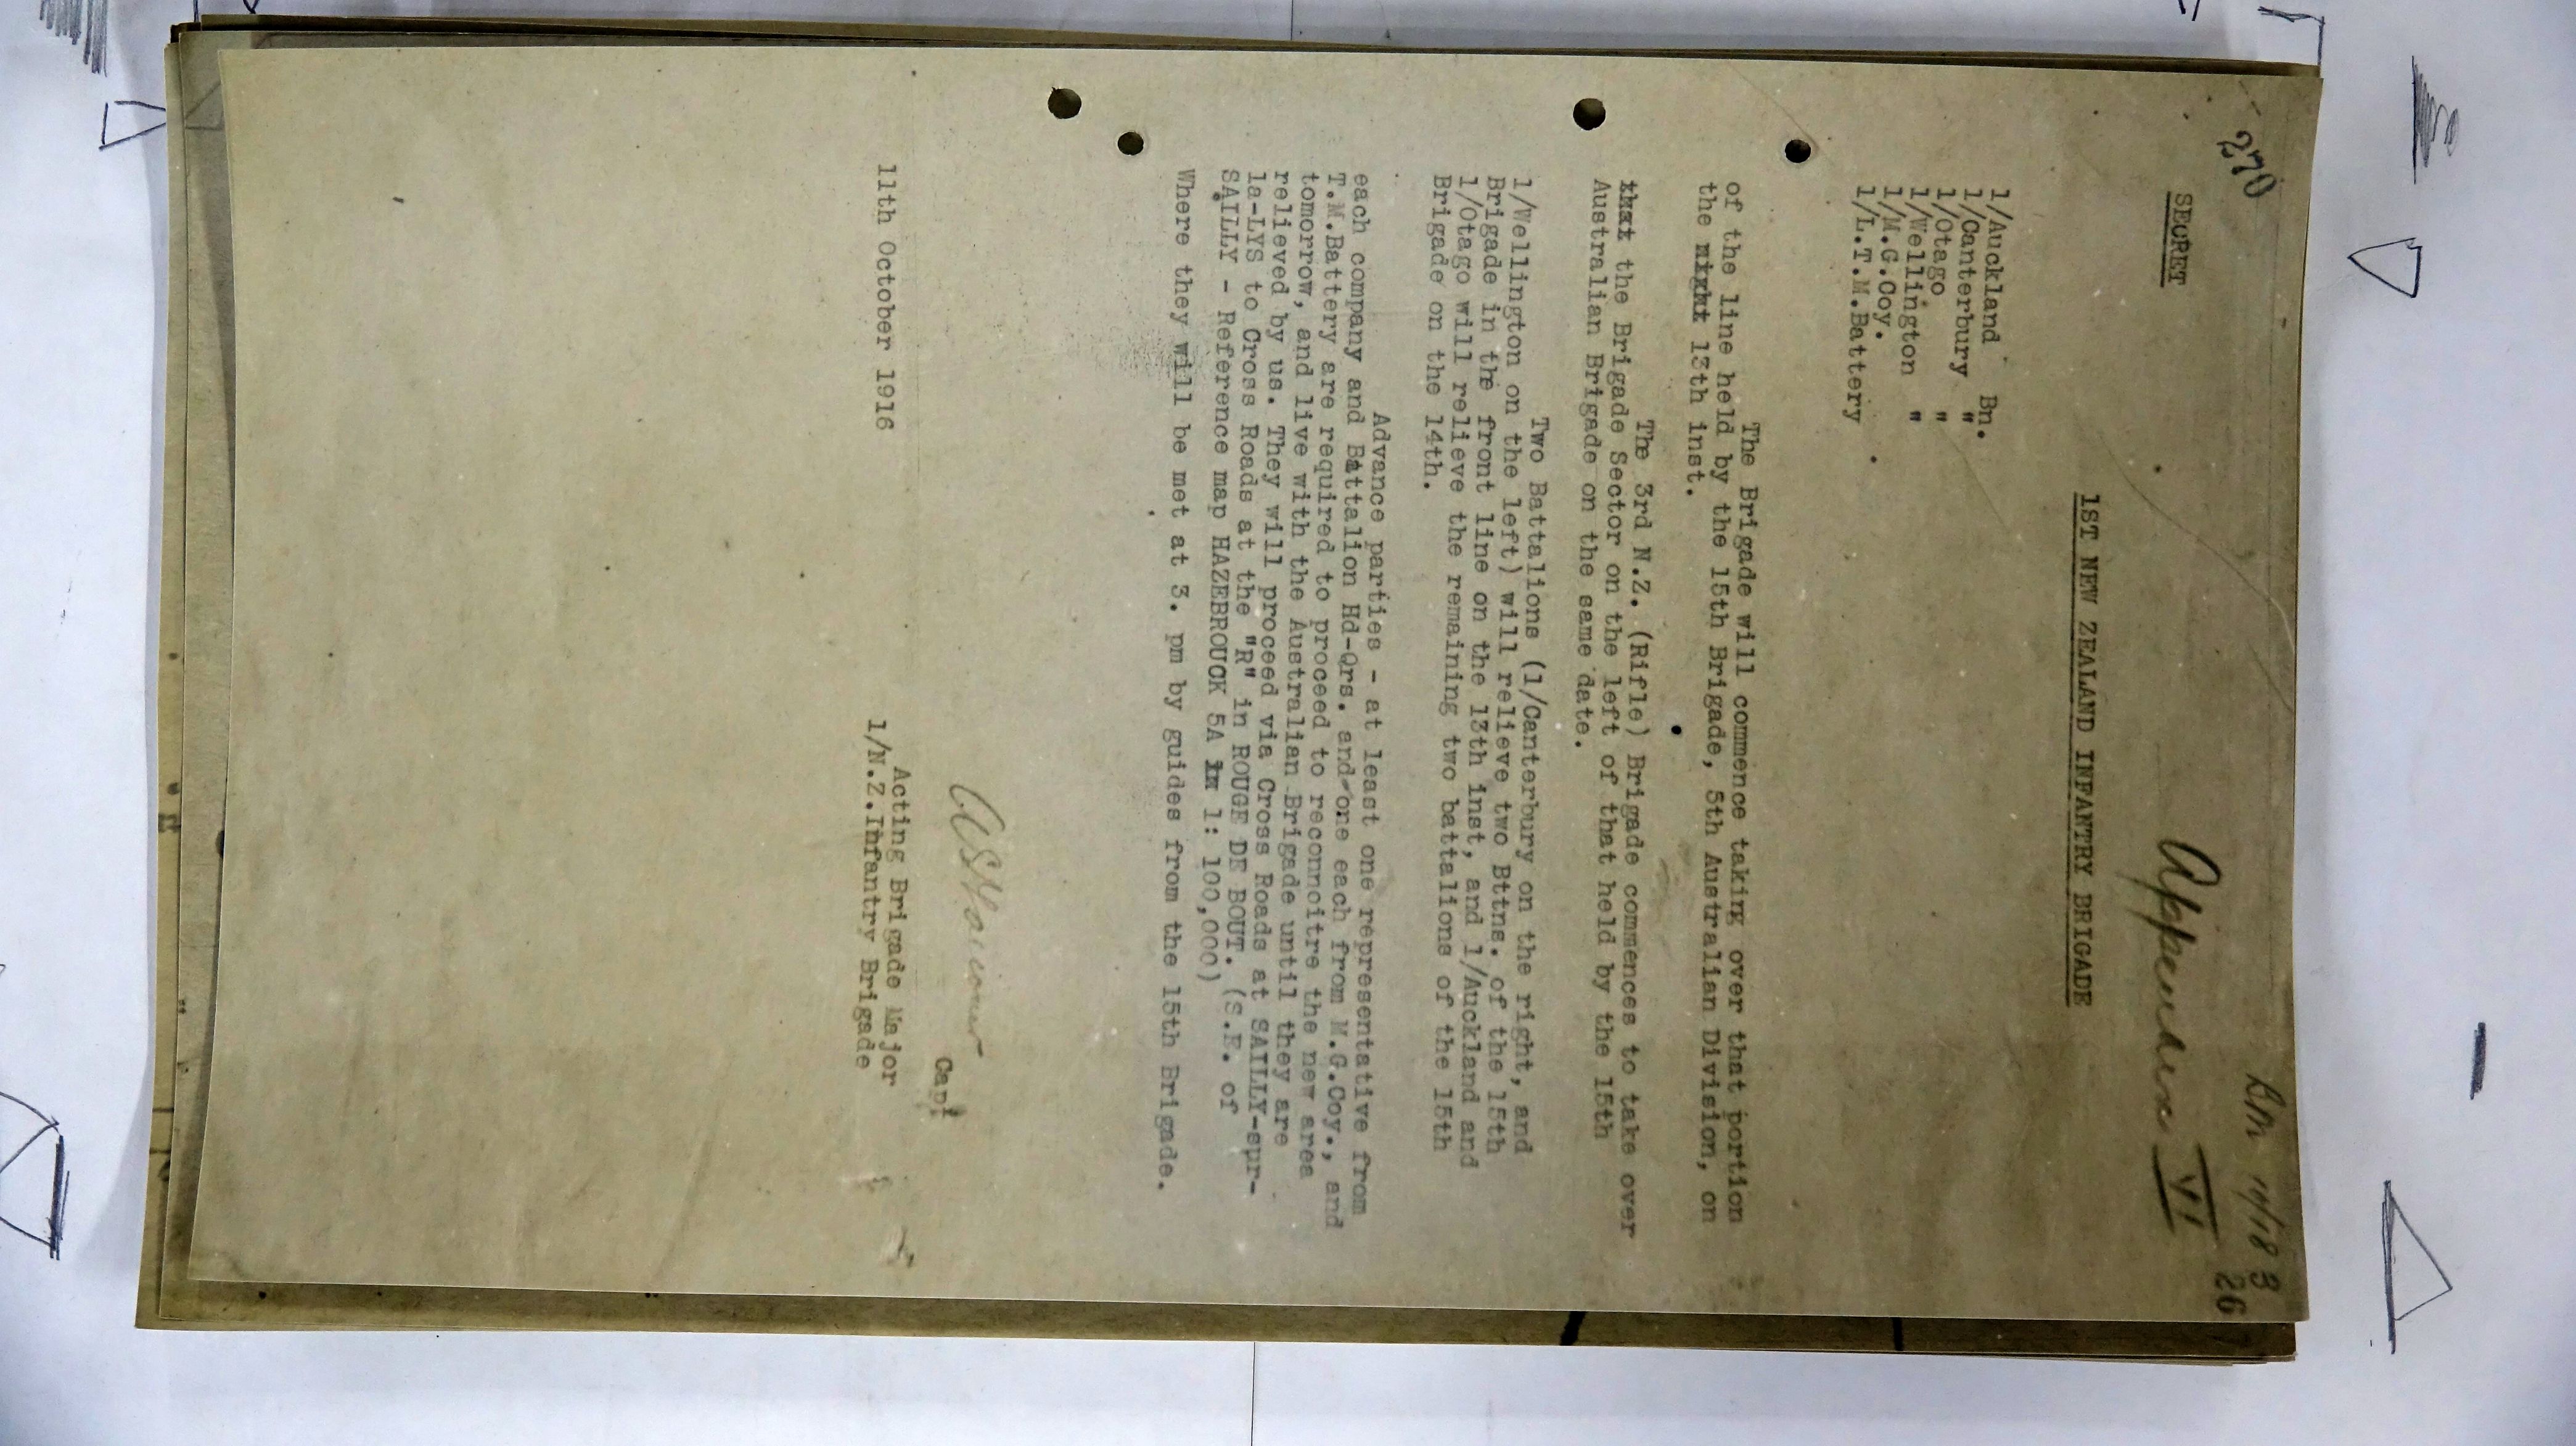 270
BM 19/18
3
26
Appendix VI
SECRET
1ST NEW ZEALAND INFANTRY BRIGADE
1/Auckland Bn.
1/Canterbury "
1/Otago "
1/Wellington "
1/M.G.Coy.
1/L.T.M.Battery
The Brigade will commence taking over that portion
of the line held by the 15th Brigade, 5th Australian Division, on
the night 13th inst.
The 3rd N.Z. (Rifle) Brigade commences to take over
that the Brigade Sector on the left of that held by the 15th
Australian Brigade on the same date.
Two Battalions (1/Canterbury on the right, and
1/Wellington on the left) will relieve two Bttns. of the 15th
Brigade in the front line on the 13th inst, and 1/Auckland and
1/Otago will relieve the remaining two battalions of the 15th
Brigade on the 14th.
Advance parties - at least one representative from
each company and Battalion Hd-Qrs. and one each from M.G.Coy., and
T.M.Battery are required to proceed to reconnoitre the new area
tomorrow, and live with the Australian Brigade until they are
relieved by us. They will proceed via Cross Roads at SAILLY-sur-
la-LYS to Cross Roads at the "R" in ROUGE DE BOUT. (S.E. of
SAILLY - Reference map HAZEBROUCK 5A 1: 100,000)
Where they will be met at 3. pm by guides from the 15th Brigade.
Capt
Acting Brigade Major
11th October 1916
1/N.Z.Infantry Brigade